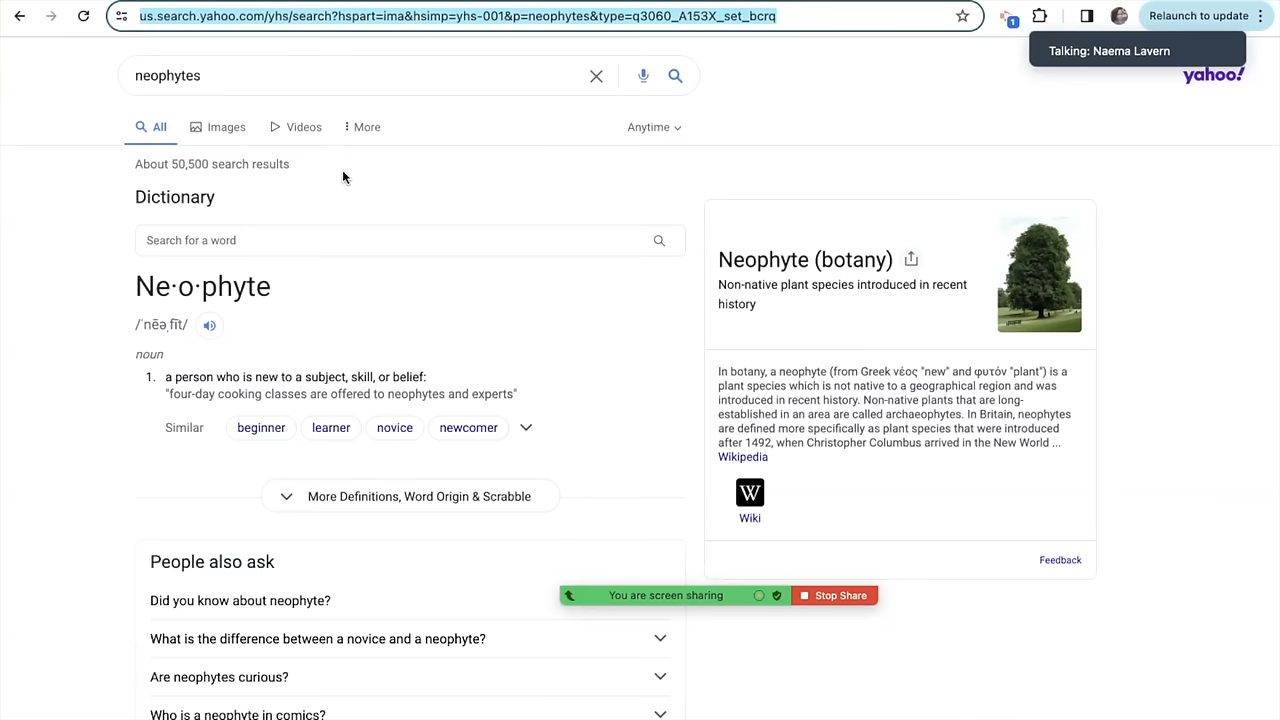 us.search.yahoo.com/yhs/search?hspart=ima&hsimp=yhs-001&p=neophytes&type=q3060_A153X_set_bcrq
1
Relaunch to update
Talking: Naema Lavern
neophytes
yahoo!
All
Images
Videos
More
Anytime
About 50,500 search results
Dictionary
Search for a word
Ne·o·phyte
/ˈnēəˌfīt/
noun
1. a person who is new to a subject, skill, or belief:
"four-day cooking classes are offered to neophytes and experts"
Similar beginner learner novice newcomer
More Definitions, Word Origin & Scrabble
People also ask
Did you know about neophyte?
What is the difference between a novice and a neophyte?
Are neophytes curious?
Who is a neophyte in comics?
Neophyte (botany)
Non-native plant species introduced in recent
history
In botany, a neophyte (from Greek νέος "new" and φυτόν "plant") is a
plant species which is not native to a geographical region and was
introduced in recent history. Non-native plants that are long-
established in an area are called archaeophytes. In Britain, neophytes
are defined more specifically as plant species that were introduced
after 1492, when Christopher Columbus arrived in the New World ...
Wikipedia
W
Wiki
Feedback
You are screen sharing
Stop Share